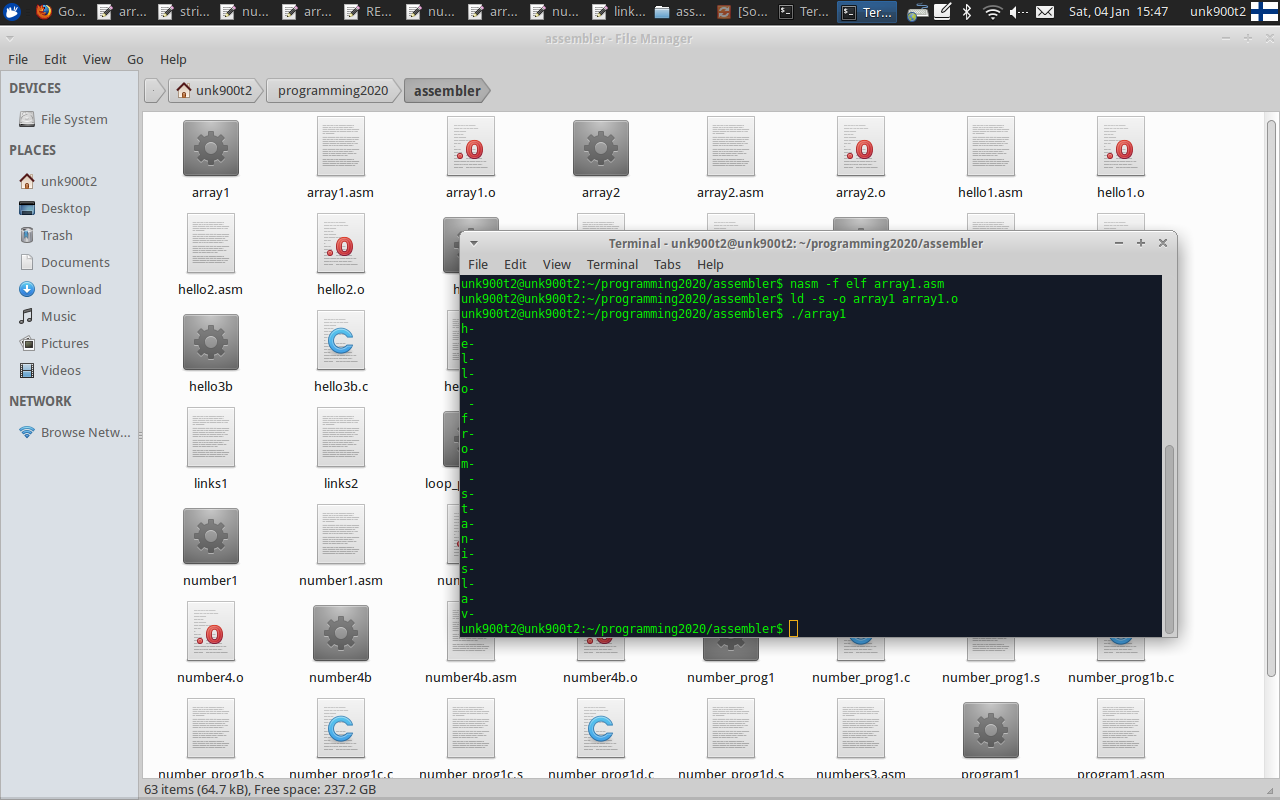 Go... arr... stri... nu... arr... RE... nu... arr... nu... link... ass... [So... Ter... Ter... Sat, 04 Jan 15:47 unk900t2
assembler - File Manager
File Edit View Go Help
DEVICES
File System
PLACES
unk900t2
Desktop
Trash
Documents
Download
Music
Pictures
Videos
NETWORK
Browse Netw...
unk900t2 programming2020 assembler
array1 array1.asm array1.o array2 array2.asm array2.o hello1.asm hello1.o
hello2.asm hello2.o
hello3b hello3b.c
links1 links2
number1 number1.asm
number4.o number4b number4b.asm number4b.o number_prog1 number_prog1.c number_prog1.s number_prog1b.c
number_prog1b.s number_prog1c.c number_prog1c.s number_prog1d.c number_prog1d.s numbers3.asm program1 program1.asm
63 items (64.7 kB), Free space: 237.2 GB
Terminal - unk900t2@unk900t2: ~/programming2020/assembler
File Edit View Terminal Tabs Help
unk900t2@unk900t2:~/programming2020/assembler$ nasm -f elf array1.asm
unk900t2@unk900t2:~/programming2020/assembler$ ld -s -o array1 array1.o
unk900t2@unk900t2:~/programming2020/assembler$ ./array1
h-
e-
l-
l-
o-
 -
f-
r-
o-
m-
 -
s-
t-
a-
n-
i-
s-
l-
a-
v-
unk900t2@unk900t2:~/programming2020/assembler$